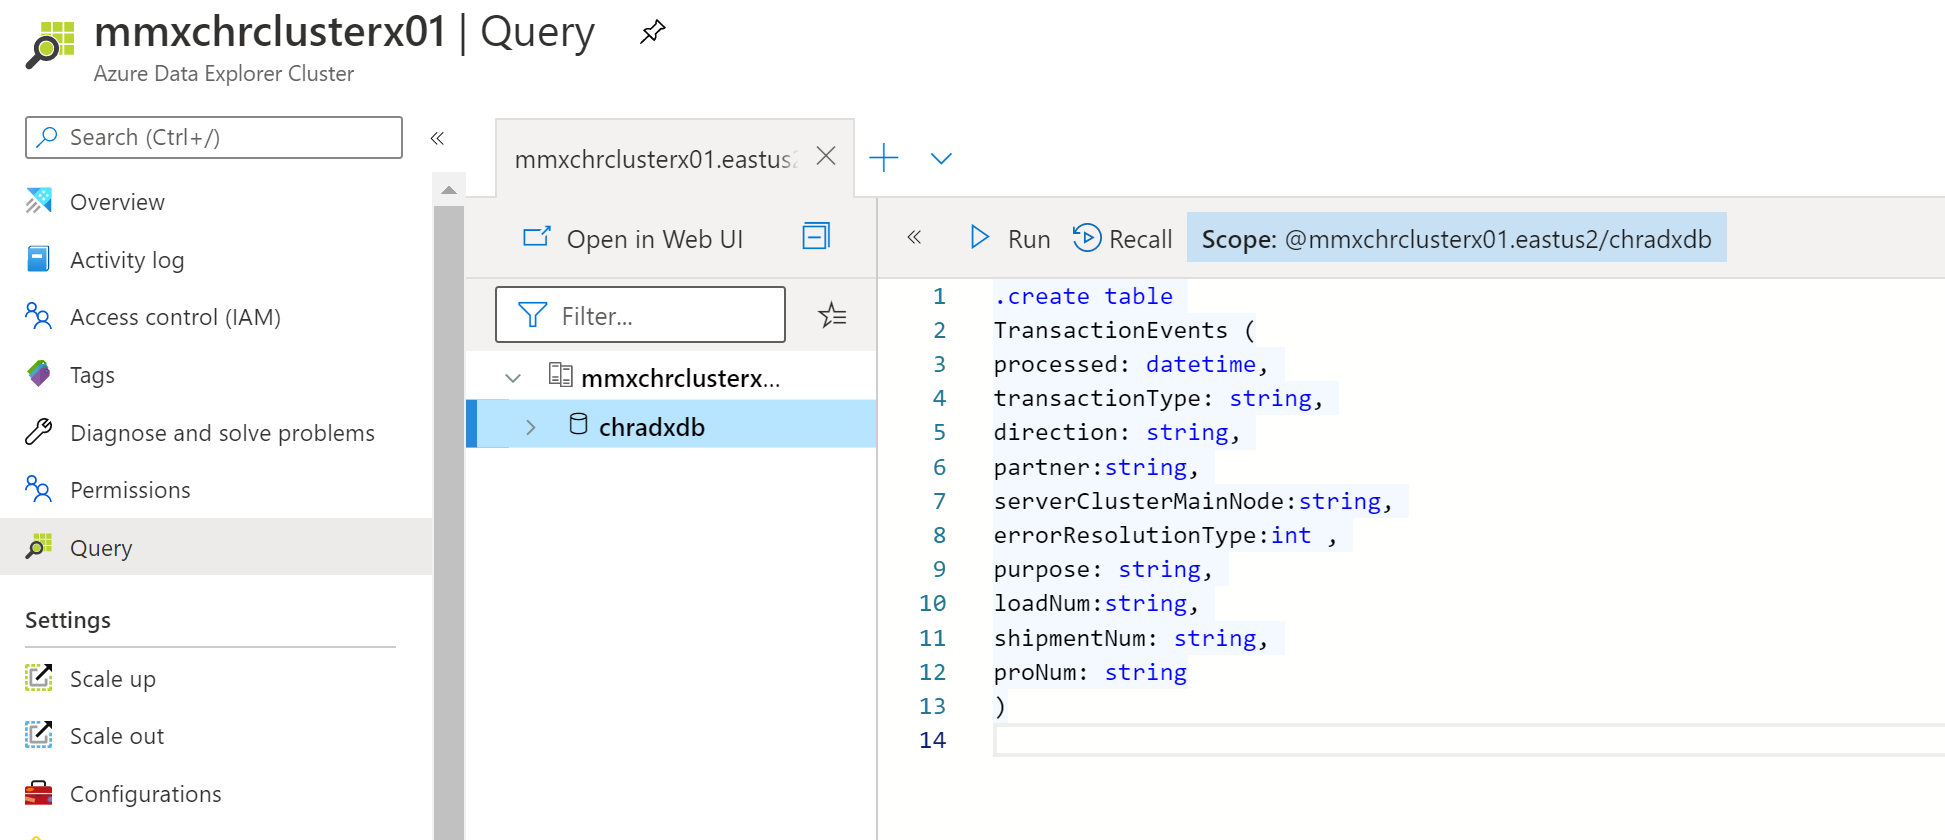 mmxchrclusterx01 | Query
Azure Data Explorer Cluster
Search (Ctrl+/)
«
Overview
Activity log
Access control (IAM)
Tags
Diagnose and solve problems
Permissions
Query
Settings
Scale up
Scale out
Configurations
mmxchrclusterx01.eastus2
Open in Web UI
Filter...
mmxchrclusterx...
chradxdb
«
Run
Recall
Scope: @mmxchrclusterx01.eastus2/chradxdb
1 .create table
2 TransactionEvents (
3 processed: datetime,
4 transactionType: string,
5 direction: string,
6 partner:string,
7 serverClusterMainNode:string,
8 errorResolutionType:int ,
9 purpose: string,
10 loadNum:string,
11 shipmentNum: string,
12 proNum: string
13 )
14